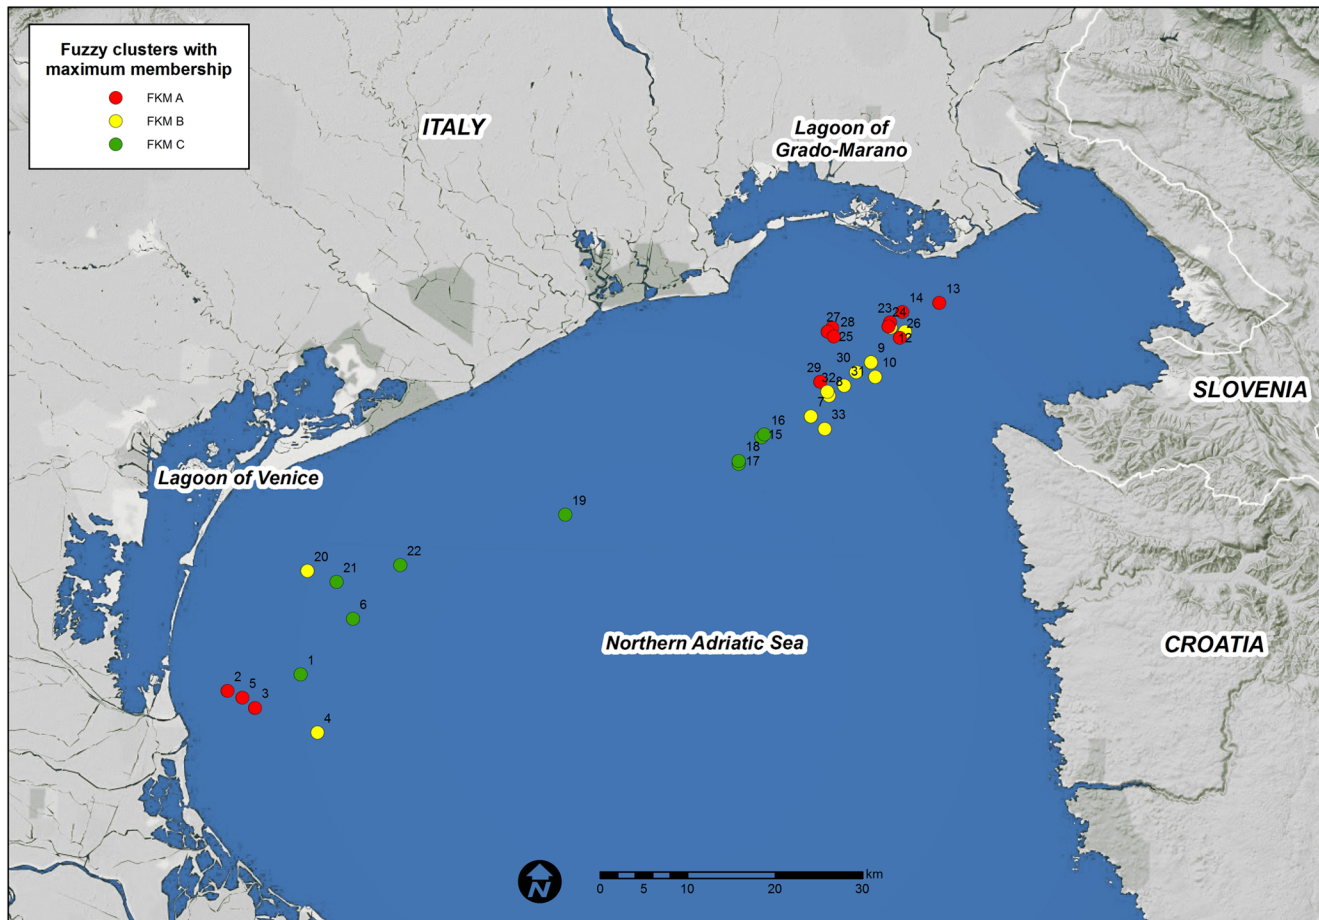 Fuzzy clusters with
maximum membership
FKM A
FKM B
FKM C
ITALY
Lagoon of
Grado-Marano
13
14
23
24
26
12
27
28
25
9
10
30
31
29
32
8
7
33
16
15
18
17
SLOVENIA
Lagoon of Venice
19
22
20
21
6
Northern Adriatic Sea
CROATIA
1
2
5
3
4
N
km
0
5
10
20
30